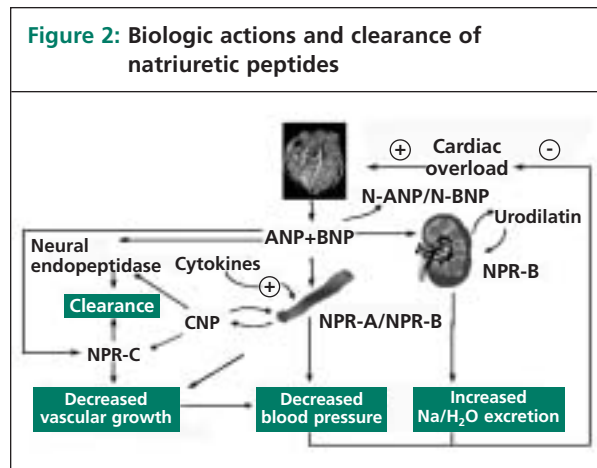 Figure 2: Biologic actions and clearance of
natriuretic peptides
+
Cardiac
overload
-
N-ANP/N-BNP
ANP+BNP
Urodilatin
Neural
endopeptidase
Cytokines
+
NPR-B
Clearance
CNP
NPR-A/NPR-B
NPR-C
Decreased
vascular growth
Decreased
blood pressure
Increased
Na/H₂O excretion